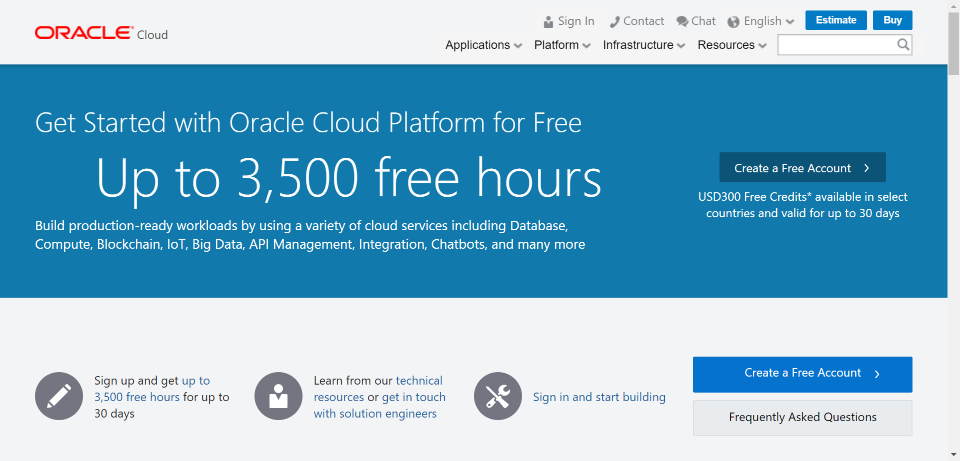 ORACLE Cloud
Sign In Contact Chat English Estimate Buy
Applications Platform Infrastructure Resources
Get Started with Oracle Cloud Platform for Free
Up to 3,500 free hours
Build production-ready workloads by using a variety of cloud services including Database,
Compute, Blockchain, IoT, Big Data, API Management, Integration, Chatbots, and many more
Create a Free Account
USD300 Free Credits* available in select
countries and valid for up to 30 days
Sign up and get up to
3,500 free hours for up to
30 days
Learn from our technical
resources or get in touch
with solution engineers
Sign in and start building
Create a Free Account
Frequently Asked Questions